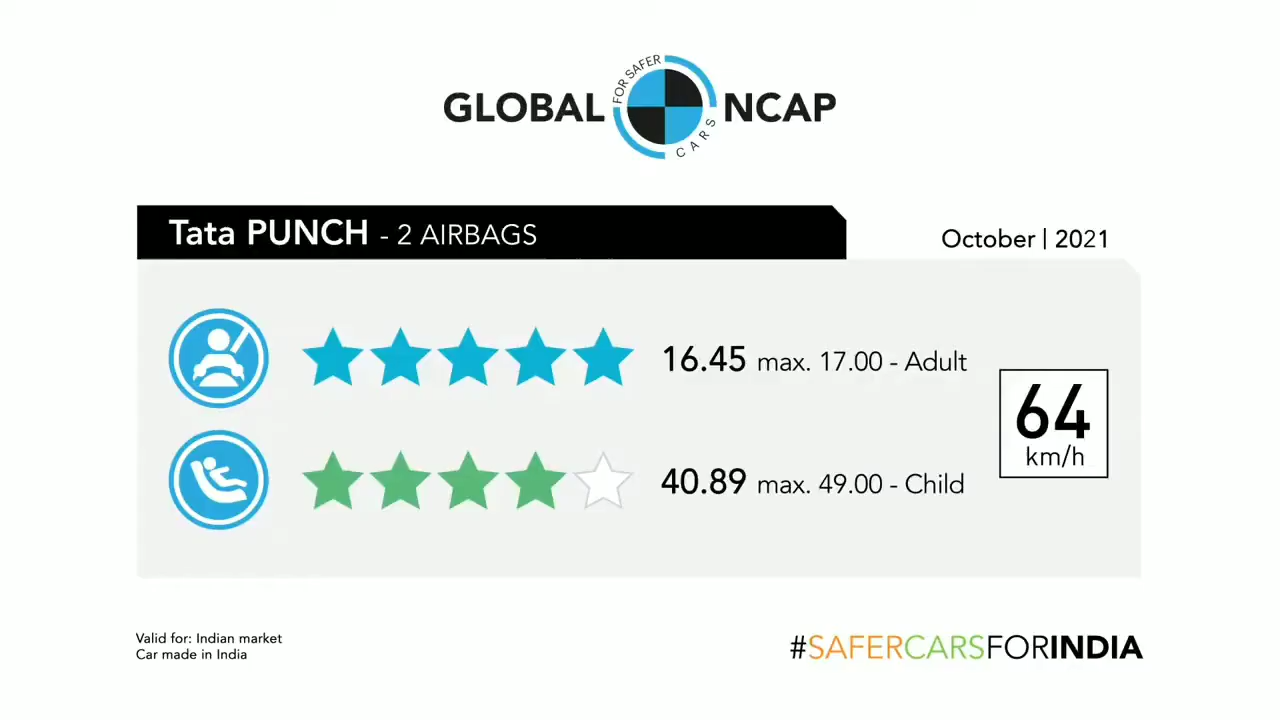 GLOBAL FOR SAFER CARS NCAP
Tata PUNCH - 2 AIRBAGS
October | 2021
16.45 max. 17.00 - Adult
64
km/h
40.89 max. 49.00 - Child
Valid for: Indian market
Car made in India
#SAFERCARSFORINDIA